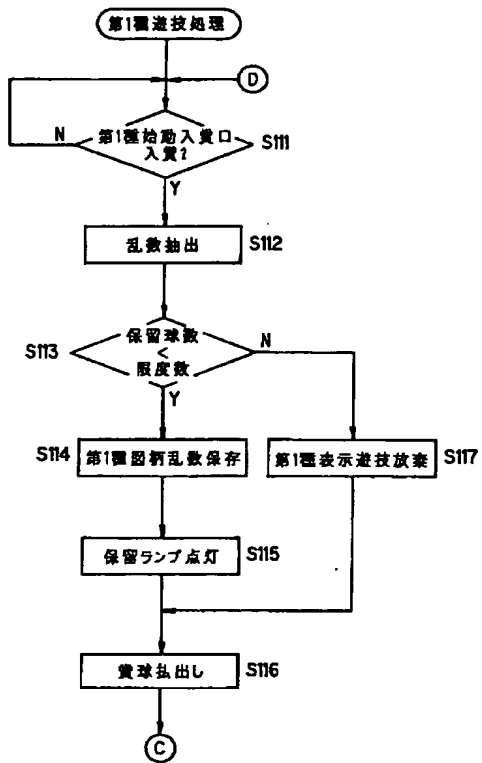 第1種遊技処理
D
N
第1種始動入賞口
入賞？
S111
Y
乱数抽出
S112
保留球数
<
限度数
S113
N
Y
S114
第1種図柄乱数保存
第1種表示遊技放棄
S117
保留ランプ点灯
S115
賞球払出し
S116
C